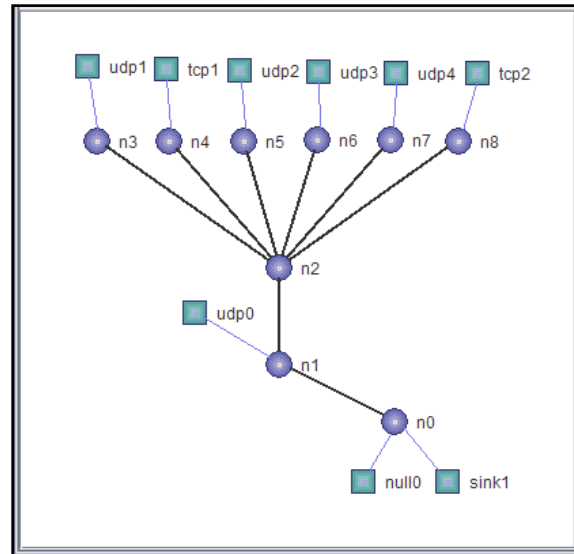 udp1 tcp1 udp2 udp3 udp4 tcp2
n3 n4 n5 n6 n7 n8
n2
udp0
n1
n0
null0 sink1